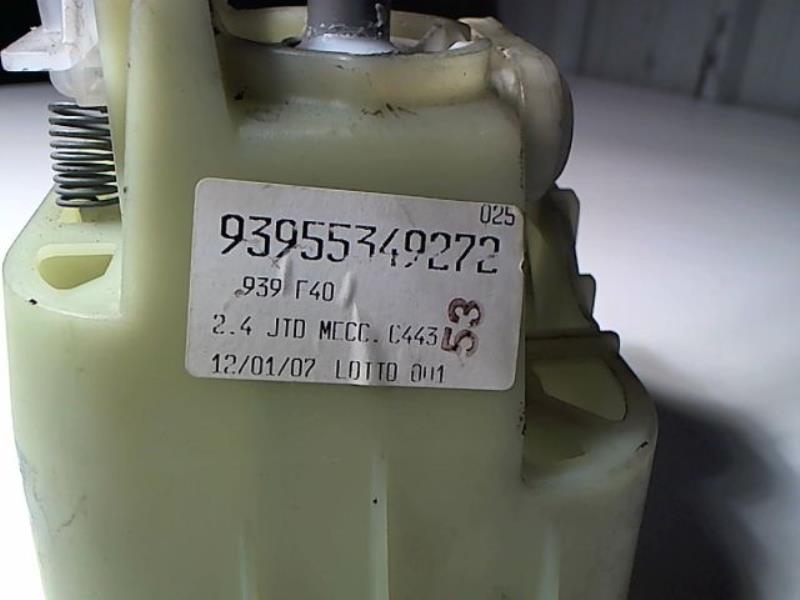 025
93955349272
939 F40
2.4 JTD MECC. C443
53
12/01/07 LOTTO 001